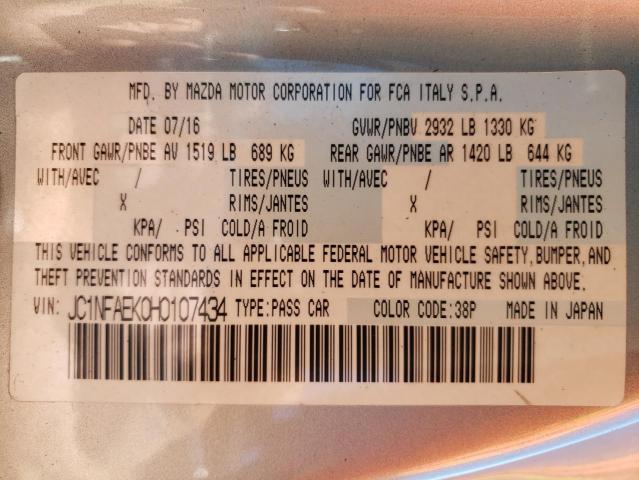 MFD. BY MAZDA MOTOR CORPORATION FOR FCA ITALY S.P.A.
DATE 07/16 GVWR/PNBV 2932 LB 1330 KG
FRONT GAWR/PNBE AV 1519 LB 689 KG REAR GAWR/PNBE AR 1420 LB 644 KG
WITH/AVEC / TIRES/PNEUS WITH/AVEC / TIRES/PNEUS
X RIMS/JANTES X RIMS/JANTES
KPA/ PSI COLD/A FROID KPA/ PSI COLD/A FROID
THIS VEHICLE CONFORMS TO ALL APPLICABLE FEDERAL MOTOR VEHICLE SAFETY,BUMPER,AND
THEFT PREVENTION STANDARDS IN EFFECT ON THE DATE OF MANUFACTURE SHOWN ABOVE.
VIN: JC1NFAEK0H0107434 TYPE:PASS CAR COLOR CODE:38P MADE IN JAPAN